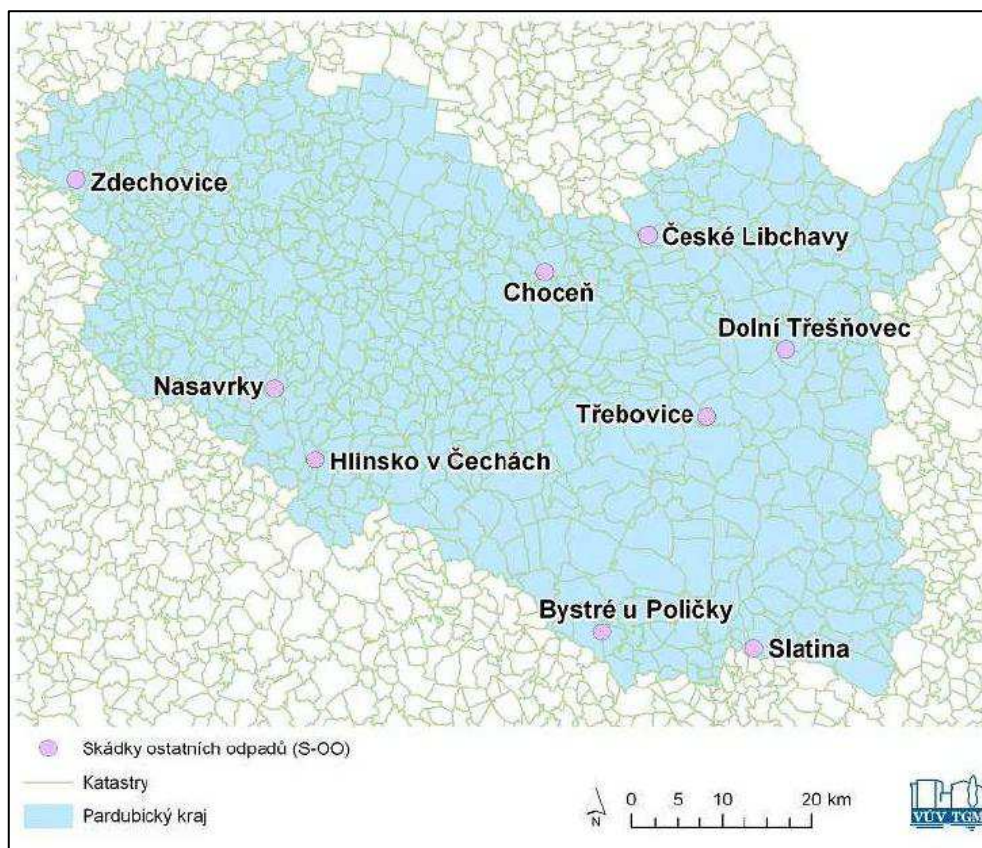 Zdechovice
České Libchavy
Choceň
Dolní Třešňovec
Nasavrky
Třebovice
Hlinsko v Čechách
Bystré u Poličky
Slatina
Skádky ostatních odpadů (S-OO)
Katastry
Pardubický kraj
N
0 5 10 20 km
VÚV TGM